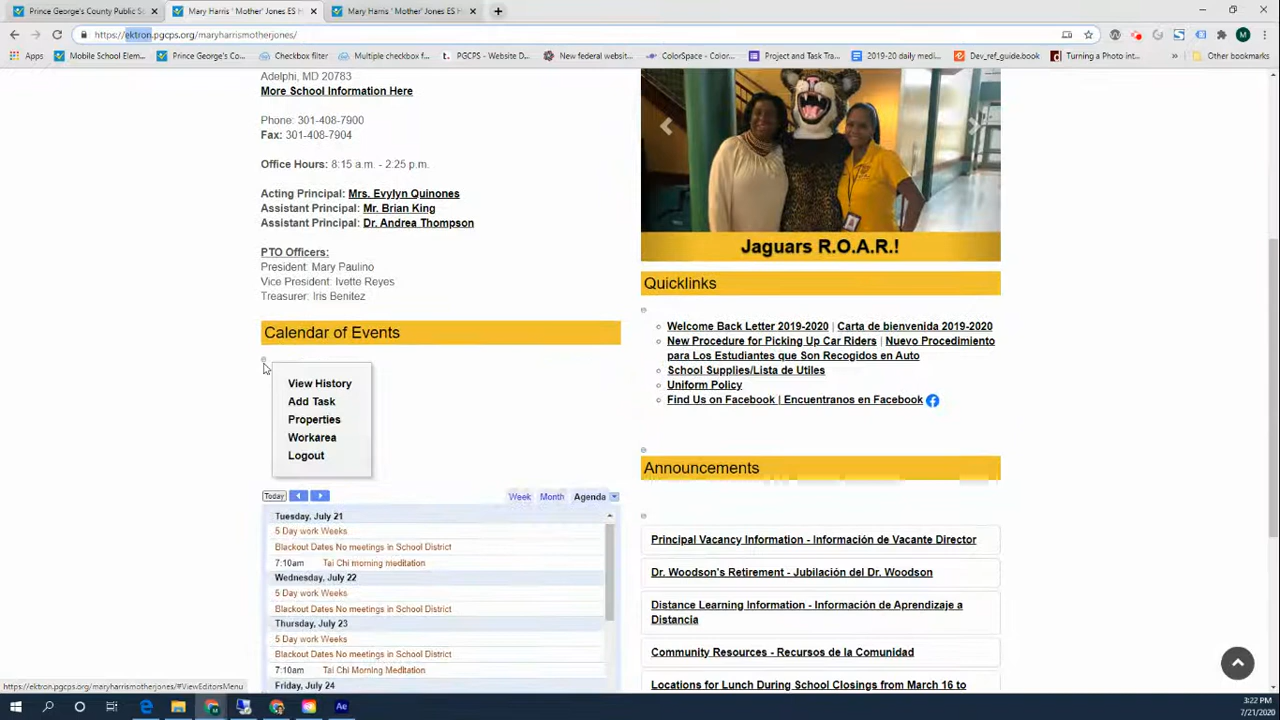 Prince George's County Public S
Mary Harris ' Mother' Jones ES H
Mary Harris ' Mother' Jones ES H
https://ektron.pgcps.org/maryharrismotherjones/
Apps
Mobile School Elem...
Prince George's Co...
Checkbox filter
Multiple checkbox f...
PGCPS - Website D...
New federal websit...
ColorSpace - Color...
Project and Task Tra...
2019-20 daily medi...
Dev_ref_guide.book
Turning a Photo int...
Other bookmarks
Adelphi, MD 20783
More School Information Here
Phone: 301-408-7900
Fax: 301-408-7904
Office Hours: 8:15 a.m. - 2:25 p.m.
Acting Principal: Mrs. Evylyn Quinones
Assistant Principal: Mr. Brian King
Assistant Principal: Dr. Andrea Thompson
PTO Officers:
President: Mary Paulino
Vice President: Ivette Reyes
Treasurer: Iris Benitez
Calendar of Events
View History
Add Task
Properties
Workarea
Logout
Today
Week
Month
Agenda
Tuesday, July 21
5 Day work Weeks
Blackout Dates No meetings in School District
7:10am Tai Chi morning meditation
Wednesday, July 22
5 Day work Weeks
Blackout Dates No meetings in School District
Thursday, July 23
5 Day work Weeks
Blackout Dates No meetings in School District
7:10am Tai Chi Morning Meditation
Friday, July 24
Jaguars R.O.A.R.!
Quicklinks
Welcome Back Letter 2019-2020 | Carta de bienvenida 2019-2020
New Procedure for Picking Up Car Riders | Nuevo Procedimiento
para Los Estudiantes que Son Recogidos en Auto
School Supplies/Lista de Utiles
Uniform Policy
Find Us on Facebook | Encuentranos en Facebook
Announcements
Principal Vacancy Information - Información de Vacante Director
Dr. Woodson's Retirement - Jubilación del Dr. Woodson
Distance Learning Information - Información de Aprendizaje a
Distancia
Community Resources - Recursos de la Comunidad
Locations for Lunch During School Closings from March 16 to
https://ektron.pgcps.org/maryharrismotherjones/#ViewEditorsMenu
3:22 PM
7/21/2020